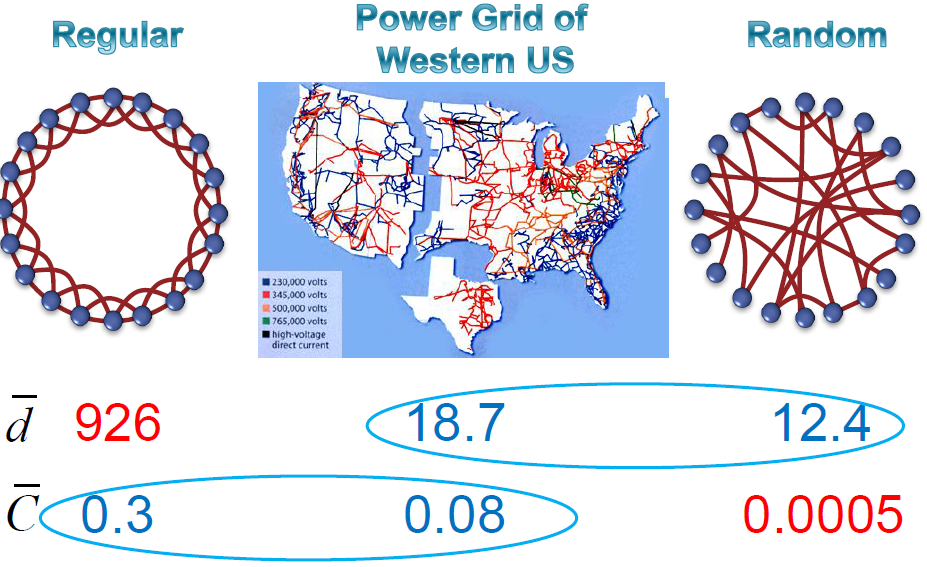 Regular
Power Grid of
Western US
Random
230,000 volts
345,000 volts
500,000 volts
765,000 volts
high-voltage
direct current
d̅ 926 18.7 12.4
C̅ 0.3 0.08 0.0005